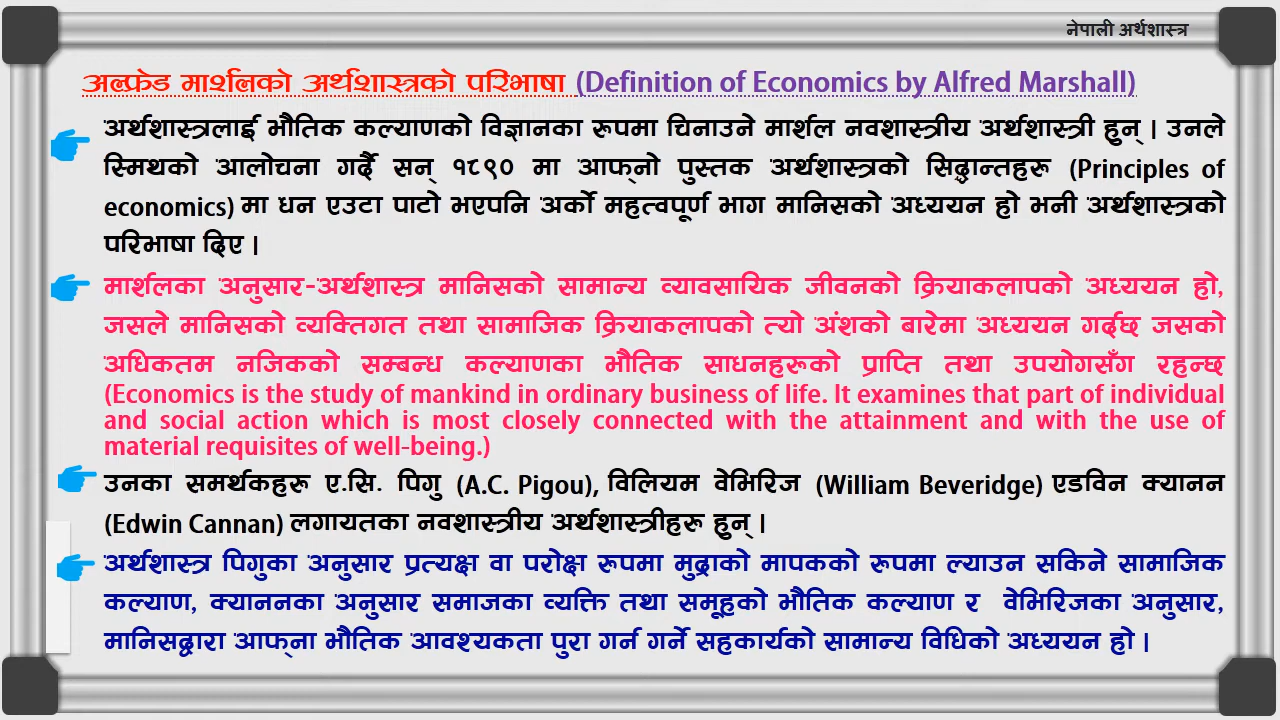 नेपाली अर्थशास्त्र
अल्फ्रेड मार्शलको अर्थशास्त्रको परिभाषा (Definition of Economics by Alfred Marshall)
अर्थशास्त्रलाई भौतिक कल्याणको विज्ञानका रूपमा चिनाउने मार्शल नवशास्त्रीय अर्थशास्त्री हुन् । उनले
स्मिथको आलोचना गर्दै सन् १८९० मा आफ्‌नो पुस्तक अर्थशास्त्रको सिद्धान्तहरू (Principles of
economics) मा धन एउटा पाटो भएपनि अर्को महत्वपूर्ण भाग मानिसको अध्ययन हो भनी अर्थशास्त्रको
परिभाषा दिए ।
मार्शलका अनुसार-अर्थशास्त्र मानिसको सामान्य व्यावसायिक जीवनको क्रियाकलापको अध्ययन हो,
जसले मानिसको व्यक्तिगत तथा सामाजिक क्रियाकलापको त्यो अंशको बारेमा अध्ययन गर्दछ जसको
अधिकतम नजिकको सम्बन्ध कल्याणका भौतिक साधनहरूको प्राप्ति तथा उपयोगसँग रहन्छ
(Economics is the study of mankind in ordinary business of life. It examines that part of individual
and social action which is most closely connected with the attainment and with the use of
material requisites of well-being.)
उनका समर्थकहरू ए.सि. पिगु (A.C. Pigou), विलियम वेभिरिज (William Beveridge) एडविन क्यानन
(Edwin Cannan) लगायतका नवशास्त्रीय अर्थशास्त्रीहरू हुन् ।
अर्थशास्त्र पिगुका अनुसार प्रत्यक्ष वा परोक्ष रूपमा मुद्राको मापकको रूपमा ल्याउन सकिने सामाजिक
कल्याण, क्याननका अनुसार समाजका व्यक्ति तथा समूहको भौतिक कल्याण र वेभिरिजका अनुसार,
मानिसद्वारा आफ्‌ना भौतिक आवश्यकता पुरा गर्न गर्ने सहकार्यको सामान्य विधिको अध्ययन हो ।